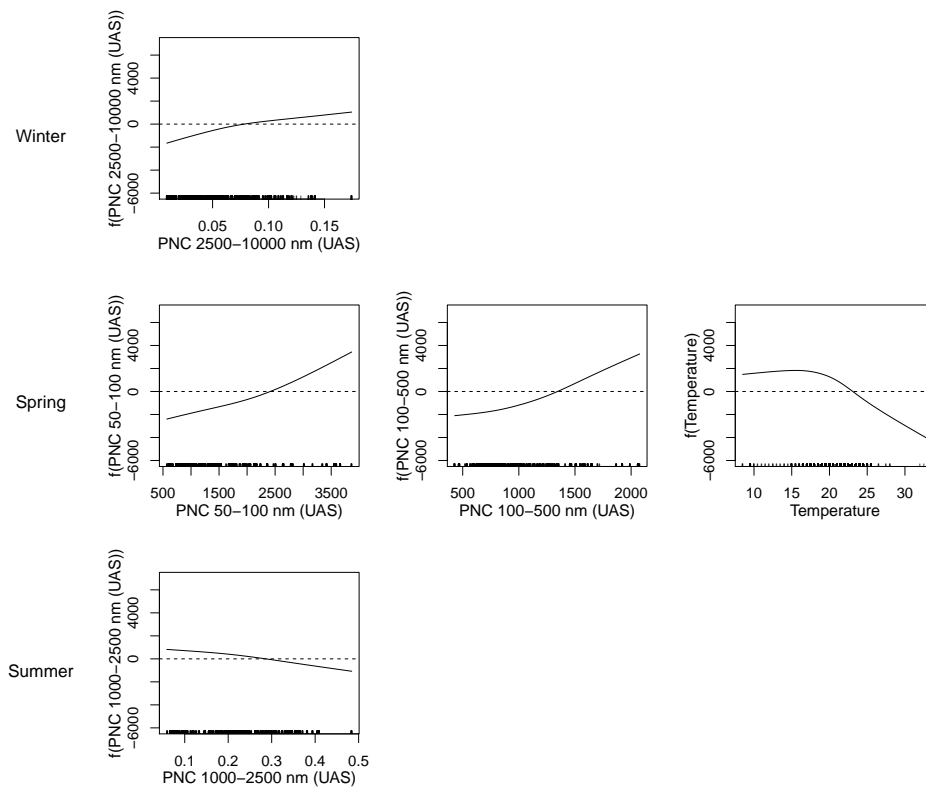 Winter
f(PNC 2500−10000 nm (UAS))
−6000 0 4000
0.05 0.10 0.15
PNC 2500−10000 nm (UAS)
Spring
f(PNC 50−100 nm (UAS))
−6000 0 4000
500 1500 2500 3500
PNC 50−100 nm (UAS)
f(PNC 100−500 nm (UAS))
−6000 0 4000
500 1000 1500 2000
PNC 100−500 nm (UAS)
f(Temperature)
−6000 0 4000
10 15 20 25 30
Temperature
Summer
f(PNC 1000−2500 nm (UAS))
−6000 0 4000
0.1 0.2 0.3 0.4 0.5
PNC 1000−2500 nm (UAS)